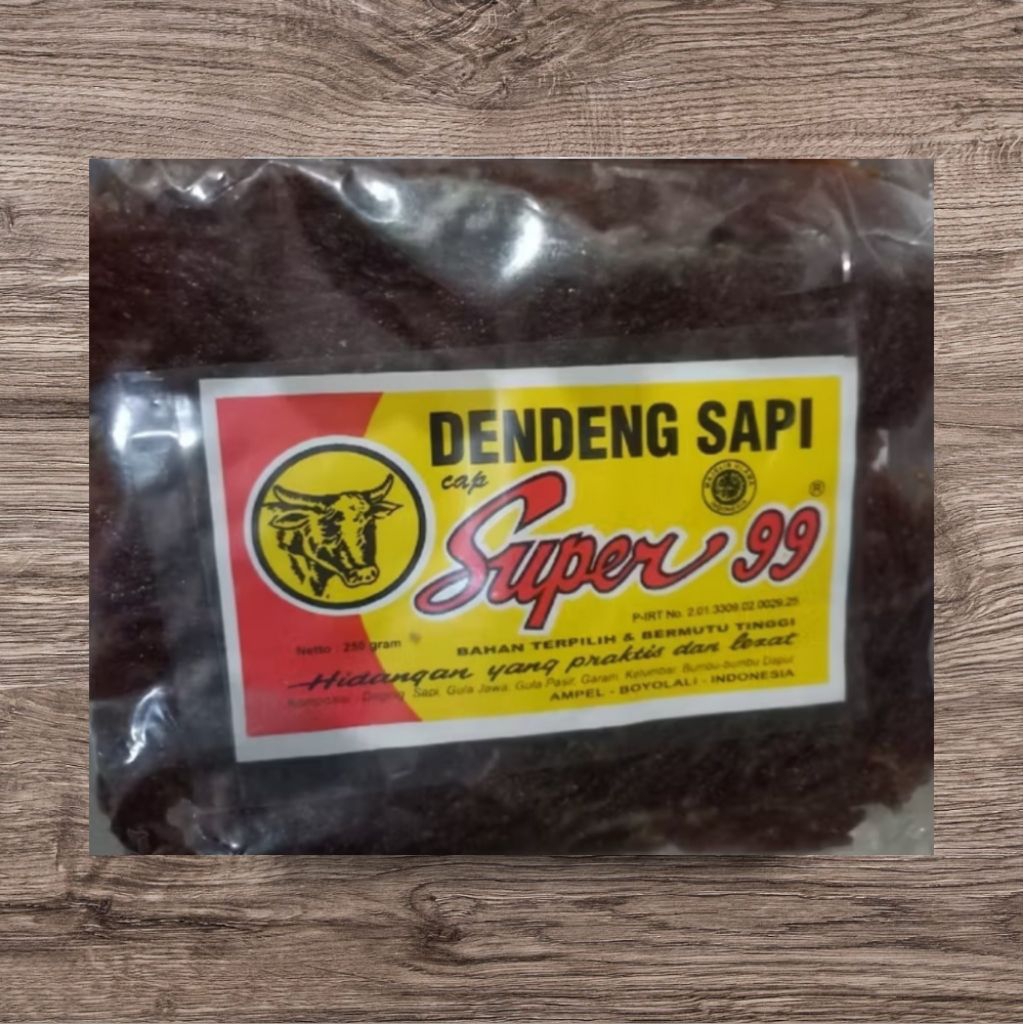 DENDENG SAPI
cap
Super 99
®
P-IRT No. 2.01.3309.02.0029.25
Netto : 250 gram
BAHAN TERPILIH & BERMUTU TINGGI
Hidangan yang praktis dan lezat
Komposisi : Daging Sapi, Gula Jawa, Gula Pasir, Garam, Ketumbar, Bumbu-bumbu Dapur
AMPEL - BOYOLALI - INDONESIA